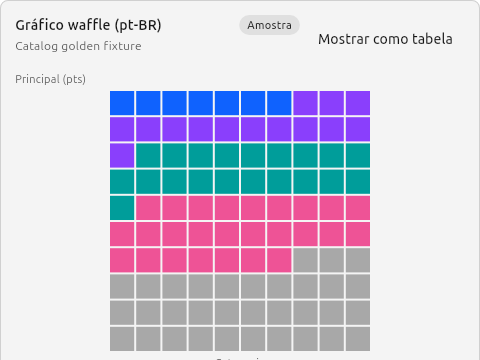 Gráfico waffle (pt-BR)
Amostra
Catalog golden fixture
Mostrar como tabela
Principal (pts)